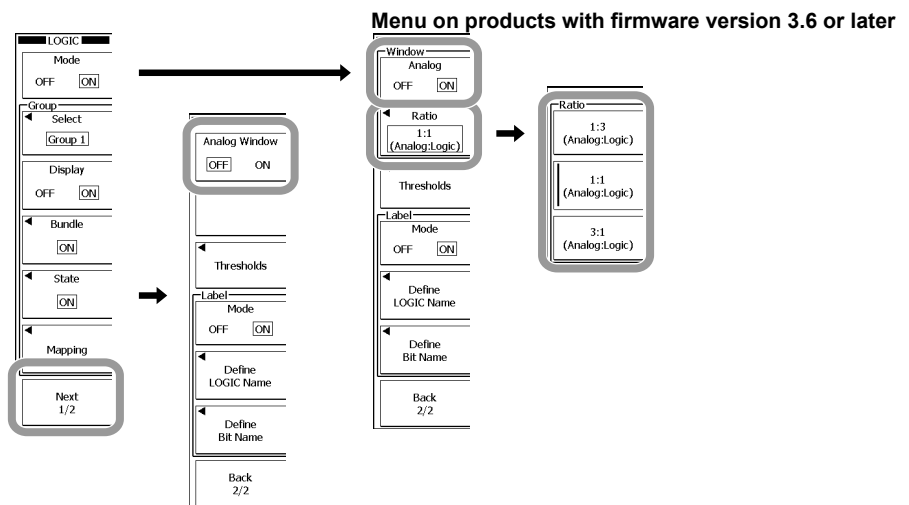 Menu on products with firmware version 3.6 or later
LOGIC
Mode
OFF ON
Group
Select
Group 1
Display
OFF ON
Bundle
ON
State
ON
Mapping
Next
1/2
Analog Window
OFF ON
Thresholds
Label
Mode
OFF ON
Define
LOGIC Name
Define
Bit Name
Back
2/2
Window
Analog
OFF ON
Ratio
1:1
(Analog:Logic)
Thresholds
Label
Mode
OFF ON
Define
LOGIC Name
Define
Bit Name
Back
2/2
Ratio
1:3
(Analog:Logic)
1:1
(Analog:Logic)
3:1
(Analog:Logic)